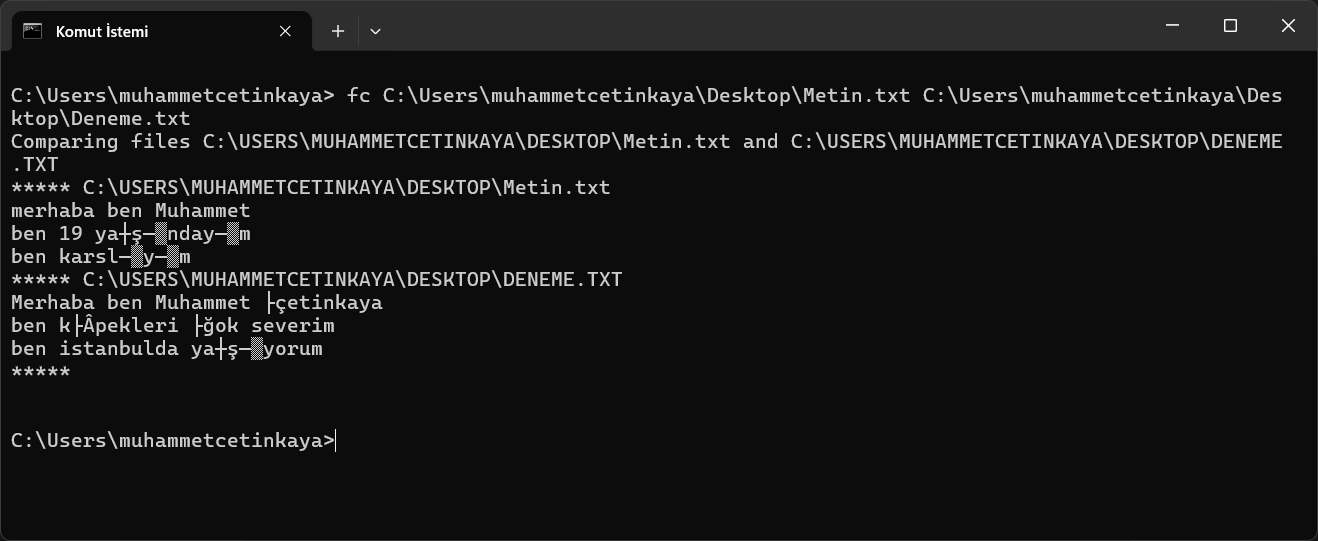 Komut İstemi
C:\Users\muhammetcetinkaya> fc C:\Users\muhammetcetinkaya\Desktop\Metin.txt C:\Users\muhammetcetinkaya\Des
ktop\Deneme.txt
Comparing files C:\USERS\MUHAMMETCETINKAYA\DESKTOP\Metin.txt and C:\USERS\MUHAMMETCETINKAYA\DESKTOP\DENEME
.TXT
***** C:\USERS\MUHAMMETCETINKAYA\DESKTOP\Metin.txt
merhaba ben Muhammet
ben 19 ya┼ş─▒nday─▒m
ben karsl─▒y─▒m
***** C:\USERS\MUHAMMETCETINKAYA\DESKTOP\DENEME.TXT
Merhaba ben Muhammet ├çetinkaya
ben k├Âpekleri ├ğok severim
ben istanbulda ya┼ş─▒yorum
*****
C:\Users\muhammetcetinkaya>